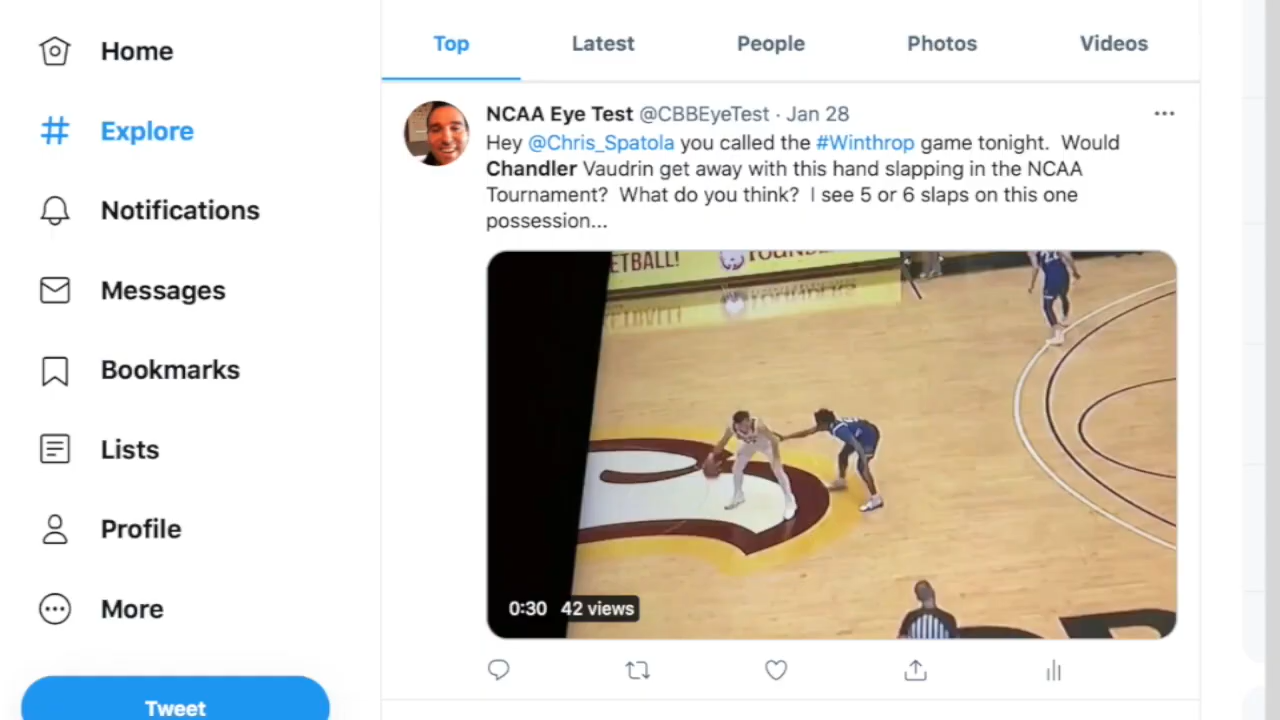 Home
Explore
Notifications
Messages
Bookmarks
Lists
Profile
More
Tweet
Top Latest People Photos Videos
NCAA Eye Test @CBBEyeTest · Jan 28
Hey @Chris_Spatola you called the #Winthrop game tonight. Would
Chandler Vaudrin get away with this hand slapping in the NCAA
Tournament? What do you think? I see 5 or 6 slaps on this one
possession...
ETBALL!
0:30 42 views